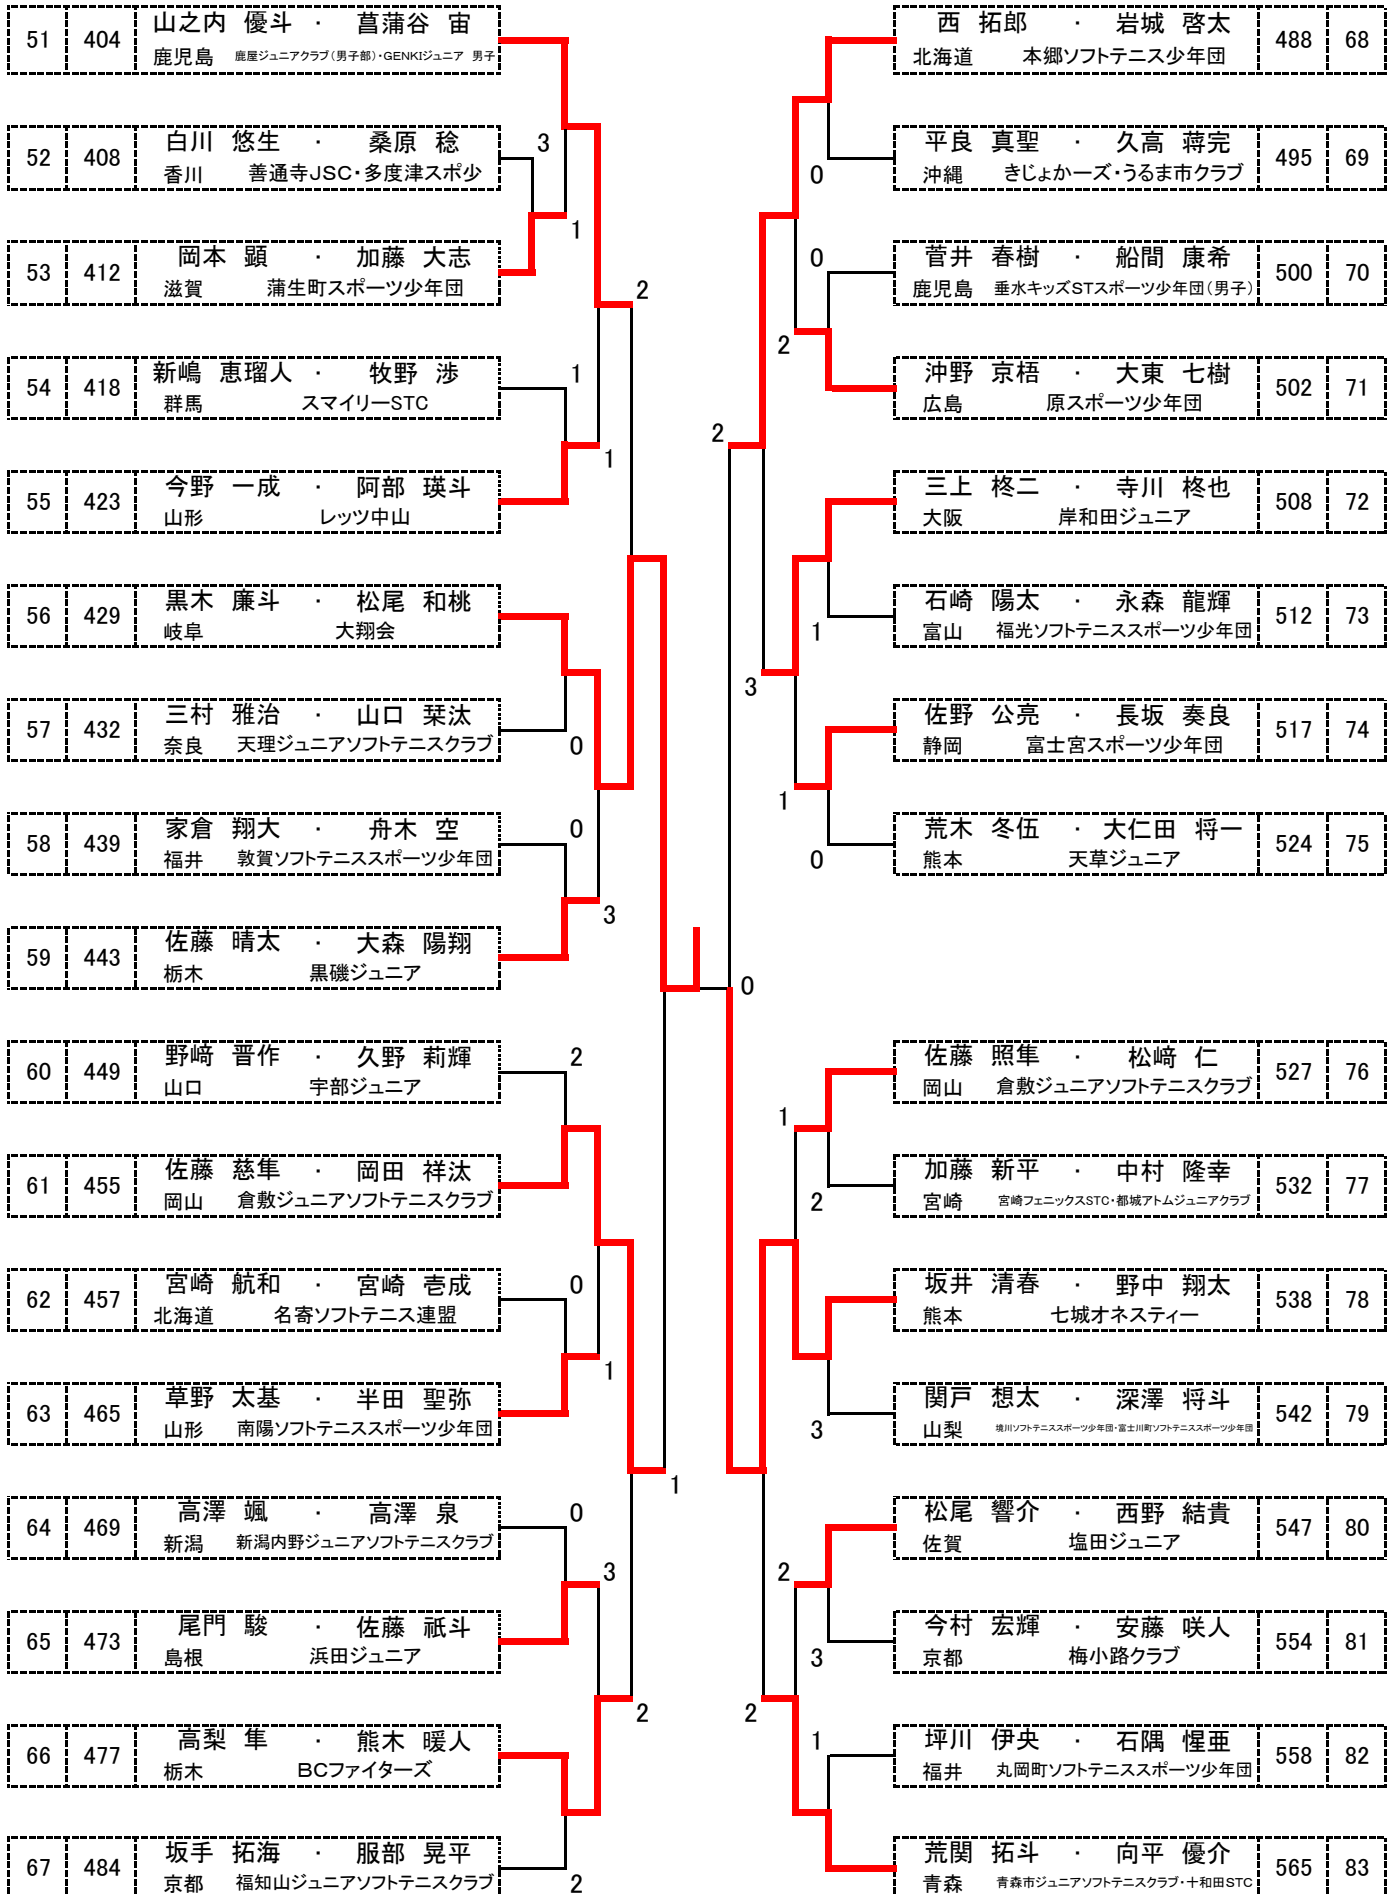 51 404 山之内 優斗 ・ 菖蒲谷 宙
鹿児島 鹿屋ジュニアクラブ(男子部)・GENKIジュニア 男子
3
52 408 白川 悠生 ・ 桑原 稔
香川 善通寺JSC・多度津スポ少
1
53 412 岡本 顕 ・ 加藤 大志
滋賀 蒲生町スポーツ少年団
2
54 418 新嶋 恵瑠人 ・ 牧野 渉
群馬 スマイリーSTC
1
1
55 423 今野 一成 ・ 阿部 瑛斗
山形 レッツ中山
56 429 黒木 廉斗 ・ 松尾 和桃
岐阜 大翔会
57 432 三村 雅治 ・ 山口 栞汰
奈良 天理ジュニアソフトテニスクラブ
0
58 439 家倉 翔大 ・ 舟木 空
福井 敦賀ソフトテニススポーツ少年団
0
3
59 443 佐藤 晴太 ・ 大森 陽翔
栃木 黒磯ジュニア
60 449 野﨑 晋作 ・ 久野 莉輝
山口 宇部ジュニア
2
61 455 佐藤 慈隼 ・ 岡田 祥汰
岡山 倉敷ジュニアソフトテニスクラブ
62 457 宮崎 航和 ・ 宮崎 壱成
北海道 名寄ソフトテニス連盟
0
1
63 465 草野 太基 ・ 半田 聖弥
山形 南陽ソフトテニススポーツ少年団
1
64 469 高澤 颯 ・ 高澤 泉
新潟 新潟内野ジュニアソフトテニスクラブ
0
3
65 473 尾門 駿 ・ 佐藤 祇斗
島根 浜田ジュニア
2
66 477 高梨 隼 ・ 熊木 暖人
栃木 BCファイターズ
67 484 坂手 拓海 ・ 服部 晃平
京都 福知山ジュニアソフトテニスクラブ
2
西 拓郎 ・ 岩城 啓太 488 68
北海道 本郷ソフトテニス少年団
平良 真聖 ・ 久高 蒋完 495 69
沖縄 きじょかーズ・うるま市クラブ
0
0
菅井 春樹 ・ 船間 康希 500 70
鹿児島 垂水キッズSTスポーツ少年団(男子)
2
沖野 京梧 ・ 大東 七樹 502 71
広島 原スポーツ少年団
2
三上 柊二 ・ 寺川 柊也 508 72
大阪 岸和田ジュニア
石崎 陽太 ・ 永森 龍輝 512 73
富山 福光ソフトテニススポーツ少年団
1
3
佐野 公亮 ・ 長坂 奏良 517 74
静岡 富士宮スポーツ少年団
1
荒木 冬伍 ・ 大仁田 将一 524 75
熊本 天草ジュニア
0
0
佐藤 照隼 ・ 松﨑 仁 527 76
岡山 倉敷ジュニアソフトテニスクラブ
1
加藤 新平 ・ 中村 隆幸 532 77
宮崎 宮崎フェニックスSTC・都城アトムジュニアクラブ
2
坂井 清春 ・ 野中 翔太 538 78
熊本 七城オネスティー
関戸 想太 ・ 深澤 将斗 542 79
山梨 境川ソフトテニススポーツ少年団・富士川町ソフトテニススポーツ少年団
3
松尾 響介 ・ 西野 結貴 547 80
佐賀 塩田ジュニア
2
今村 宏輝 ・ 安藤 咲人 554 81
京都 梅小路クラブ
3
2
1
坪川 伊央 ・ 石隅 惺亜 558 82
福井 丸岡町ソフトテニススポーツ少年団
荒関 拓斗 ・ 向平 優介 565 83
青森 青森市ジュニアソフトテニスクラブ・十和田STC